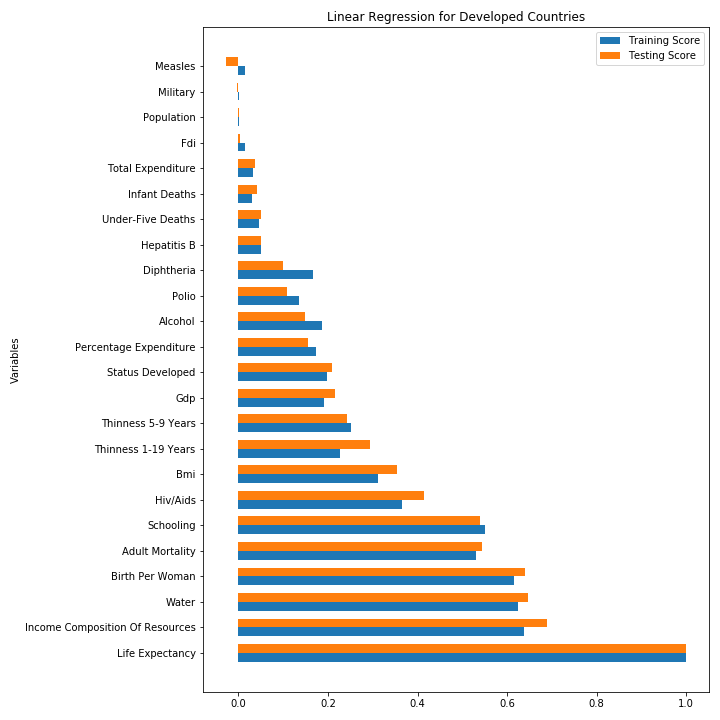 Linear Regression for Developed Countries
Training Score
Testing Score
Measles
Military
Population
Fdi
Total Expenditure
Infant Deaths
Under-Five Deaths
Hepatitis B
Diphtheria
Polio
Alcohol
Percentage Expenditure
Status Developed
Gdp
Thinness 5-9 Years
Thinness 1-19 Years
Bmi
Hiv/Aids
Schooling
Adult Mortality
Birth Per Woman
Water
Income Composition Of Resources
Life Expectancy
Variables
0.0 0.2 0.4 0.6 0.8 1.0